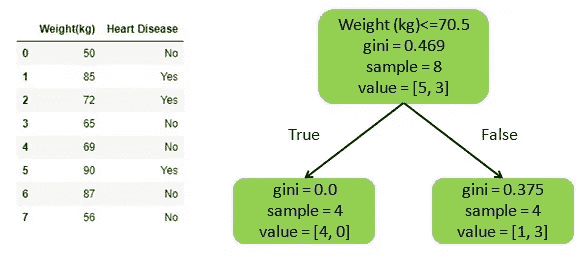 Weight(kg) Heart Disease
0 50 No
1 85 Yes
2 72 Yes
3 65 No
4 69 No
5 90 Yes
6 87 No
7 56 No
Weight (kg)<=70.5
gini = 0.469
sample = 8
value = [5, 3]
True
False
gini = 0.0
sample = 4
value = [4, 0]
gini = 0.375
sample = 4
value = [1, 3]